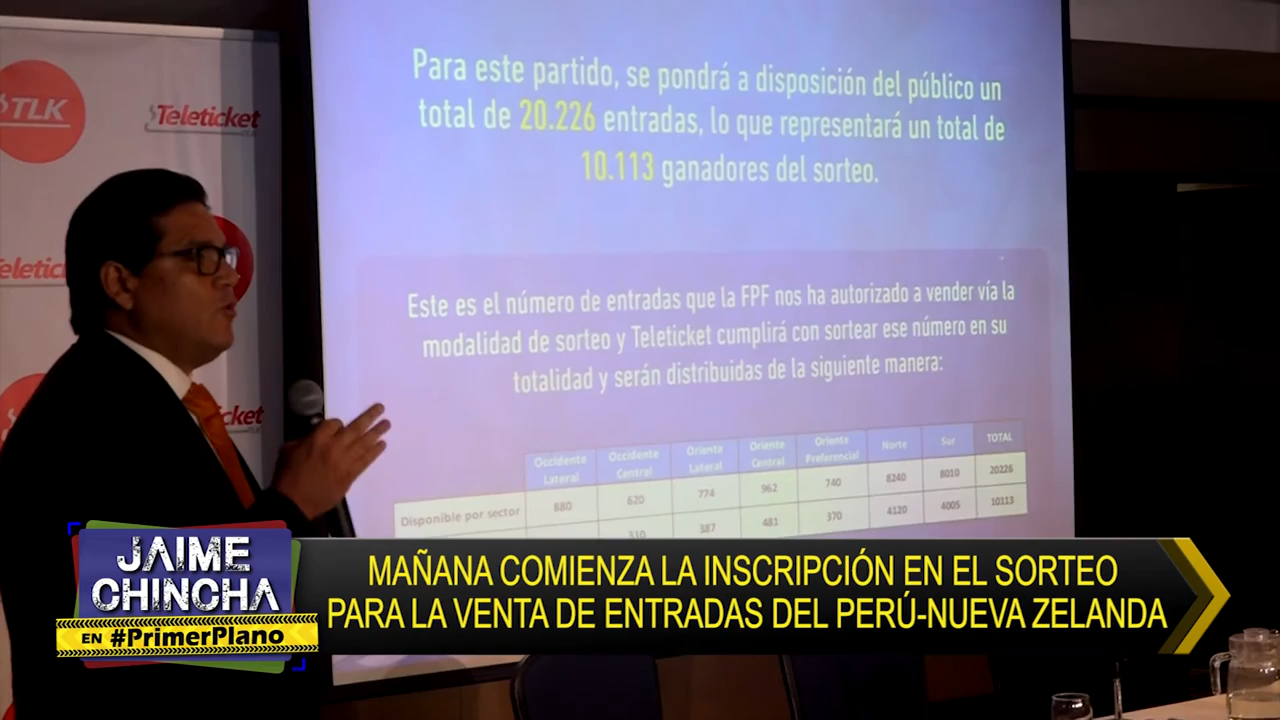 TLK
Teleticket
Para este partido, se pondrá a disposición del público un
total de 20.226 entradas, lo que representará un total de
10.113 ganadores del sorteo.
Este es el número de entradas que la FPF nos ha autorizado a vender vía la
modalidad de sorteo y Teleticket cumplirá con sortear ese número en su
totalidad y serán distribuidas de la siguiente manera:
Occidente Lateral Occidente Central Oriente Lateral Oriente Central Oriente Preferencial Norte Sur TOTAL
Disponible por sector 880 620 774 962 740 8240 8010 20226
310 387 481 370 4120 4005 10113
Teletic
cket
JAIME
CHINCHA
EN #PrimerPlano
MAÑANA COMIENZA LA INSCRIPCIÓN EN EL SORTEO
PARA LA VENTA DE ENTRADAS DEL PERÚ-NUEVA ZELANDA